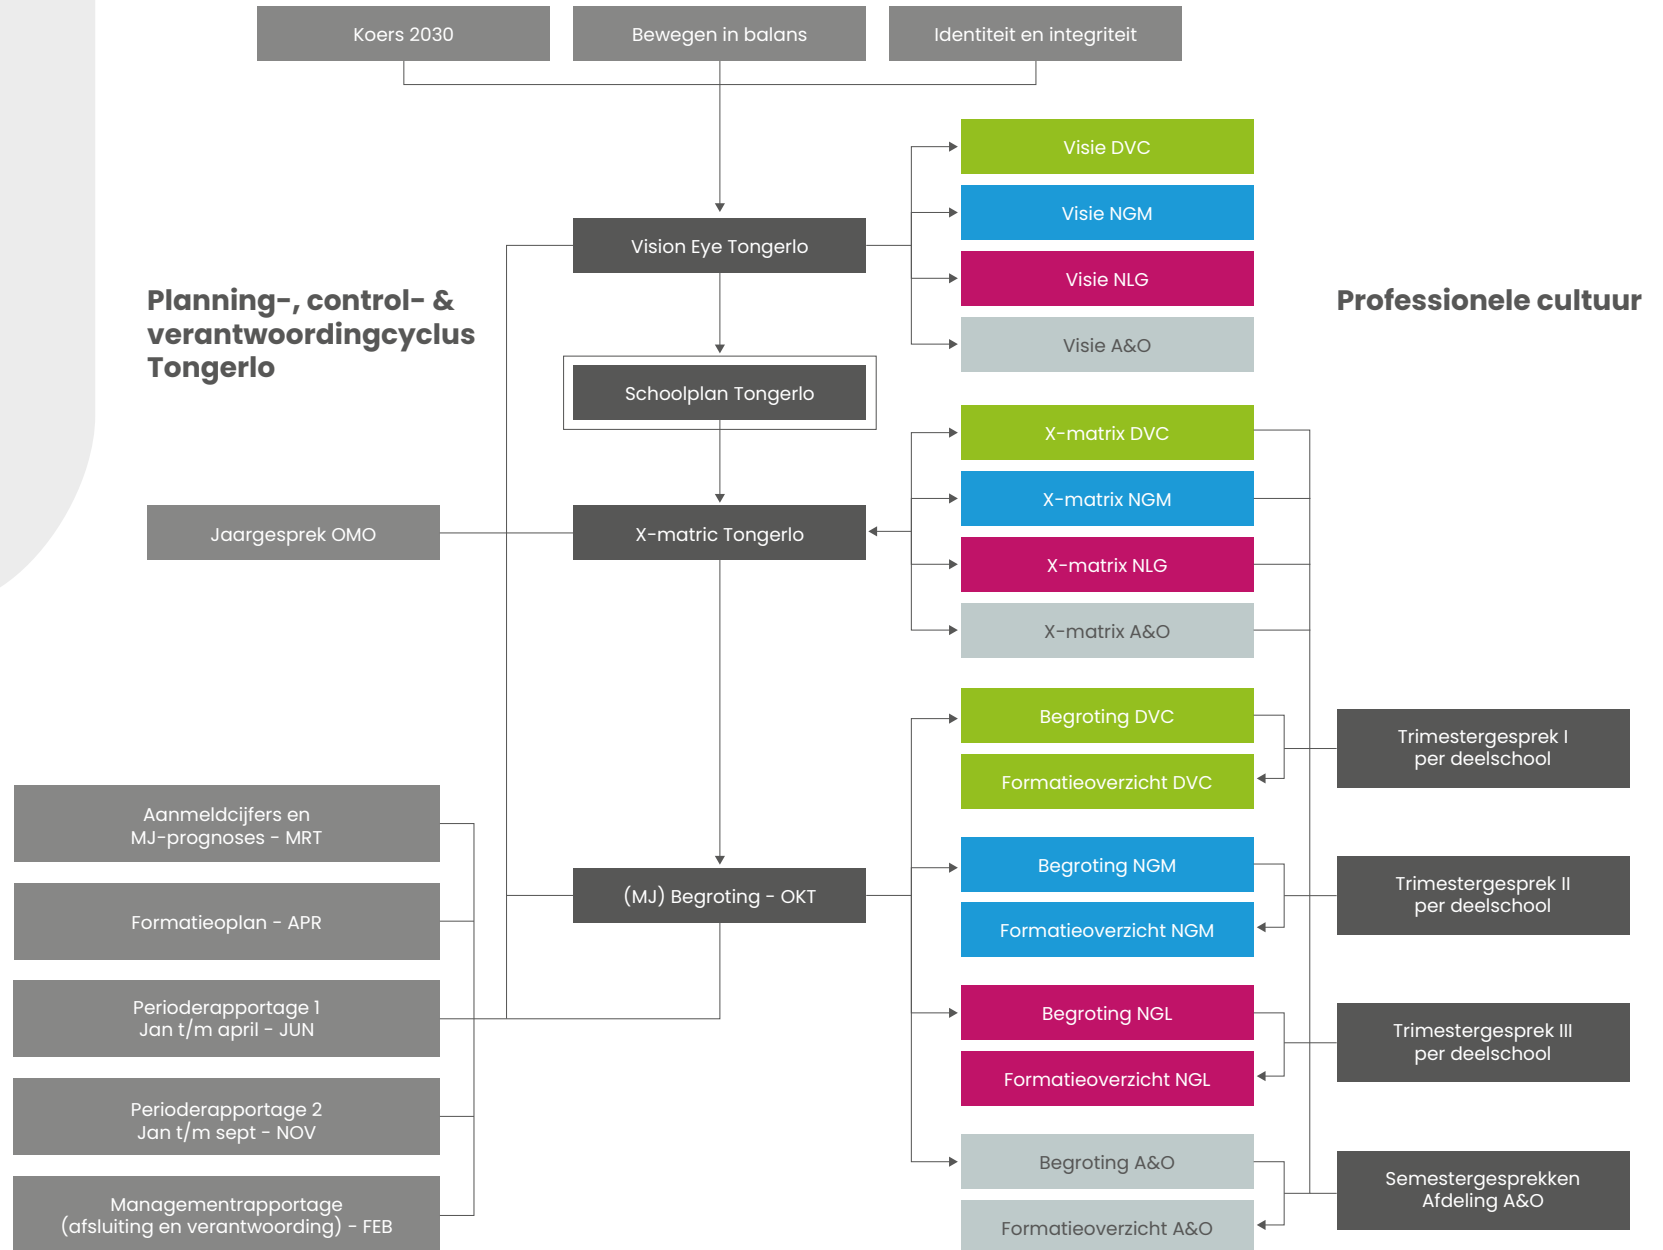 Koers 2030
Bewegen in balans
Identiteit en integriteit
Visie DVC
Visie NGM
Vision Eye Tongerlo
Visie NLG
Visie A&O
Planning-, control- &
verantwoordingcyclus
Tongerlo
Professionele cultuur
Schoolplan Tongerlo
X-matrix DVC
X-matrix NGM
Jaargesprek OMO
X-matric Tongerlo
X-matrix NLG
X-matrix A&O
Begroting DVC
Formatieoverzicht DVC
Trimestergesprek I
per deelschool
Aanmeldcijfers en
MJ-prognoses - MRT
Formatieoplan - APR
Perioderapportage 1
Jan t/m april - JUN
Perioderapportage 2
Jan t/m sept - NOV
Managementrapportage
(afsluiting en verantwoording) - FEB
(MJ) Begroting - OKT
Begroting NGM
Formatieoverzicht NGM
Trimestergesprek II
per deelschool
Begroting NGL
Formatieoverzicht NGL
Trimestergesprek III
per deelschool
Begroting A&O
Formatieoverzicht A&O
Semestergesprekken
Afdeling A&O